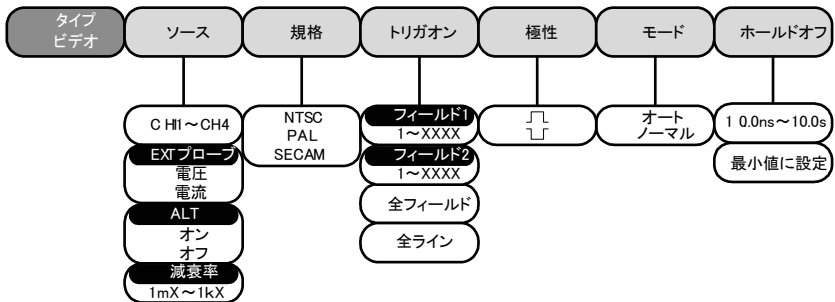 タイプ
ビデオ
ソース
規格
トリガオン
極性
モード
ホールドオフ
C HI1～CH4
EXTプローブ
電圧
電流
ALT
オン
オフ
減衰率
1mX～1kX
NTSC
PAL
SECAM
フィールド1
1～XXXX
フィールド2
1～XXXX
全フィールド
全ライン
オート
ノーマル
1 0.0ns～10.0s
最小値に設定